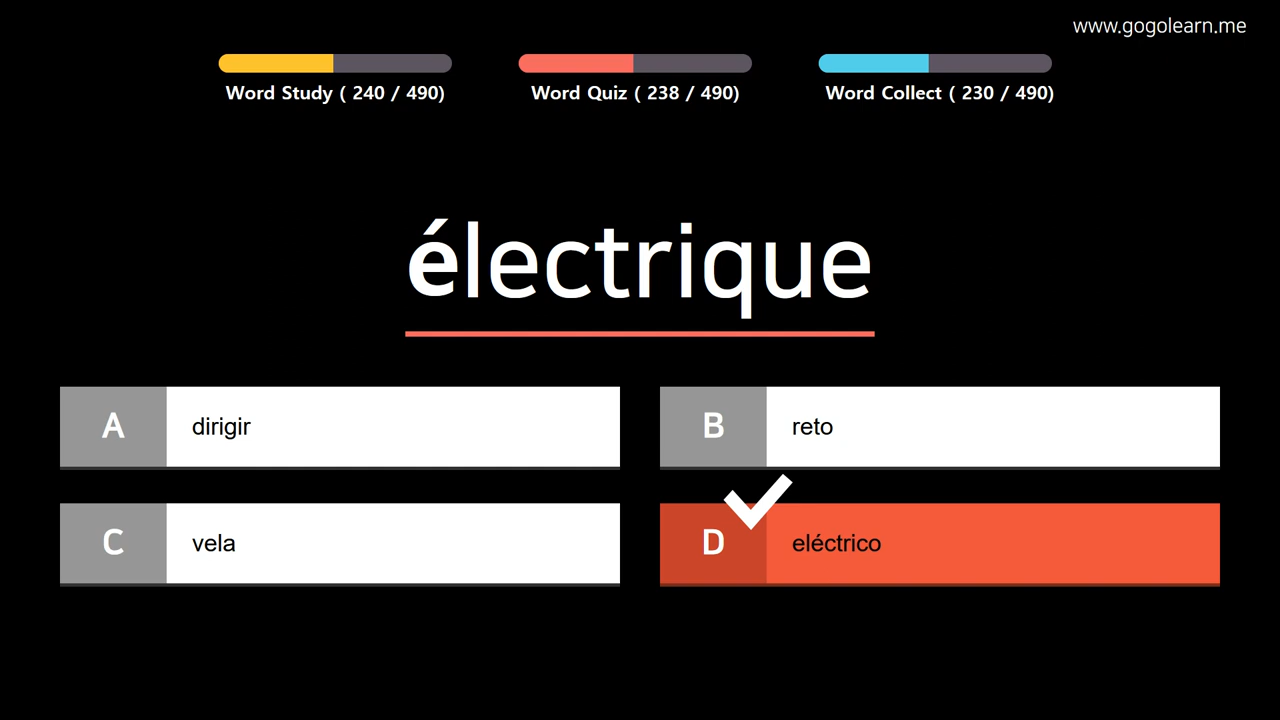 www.gogolearn.me
Word Study ( 240 / 490)
Word Quiz ( 238 / 490)
Word Collect ( 230 / 490)
électrique
A dirigir
B reto
C vela
D eléctrico